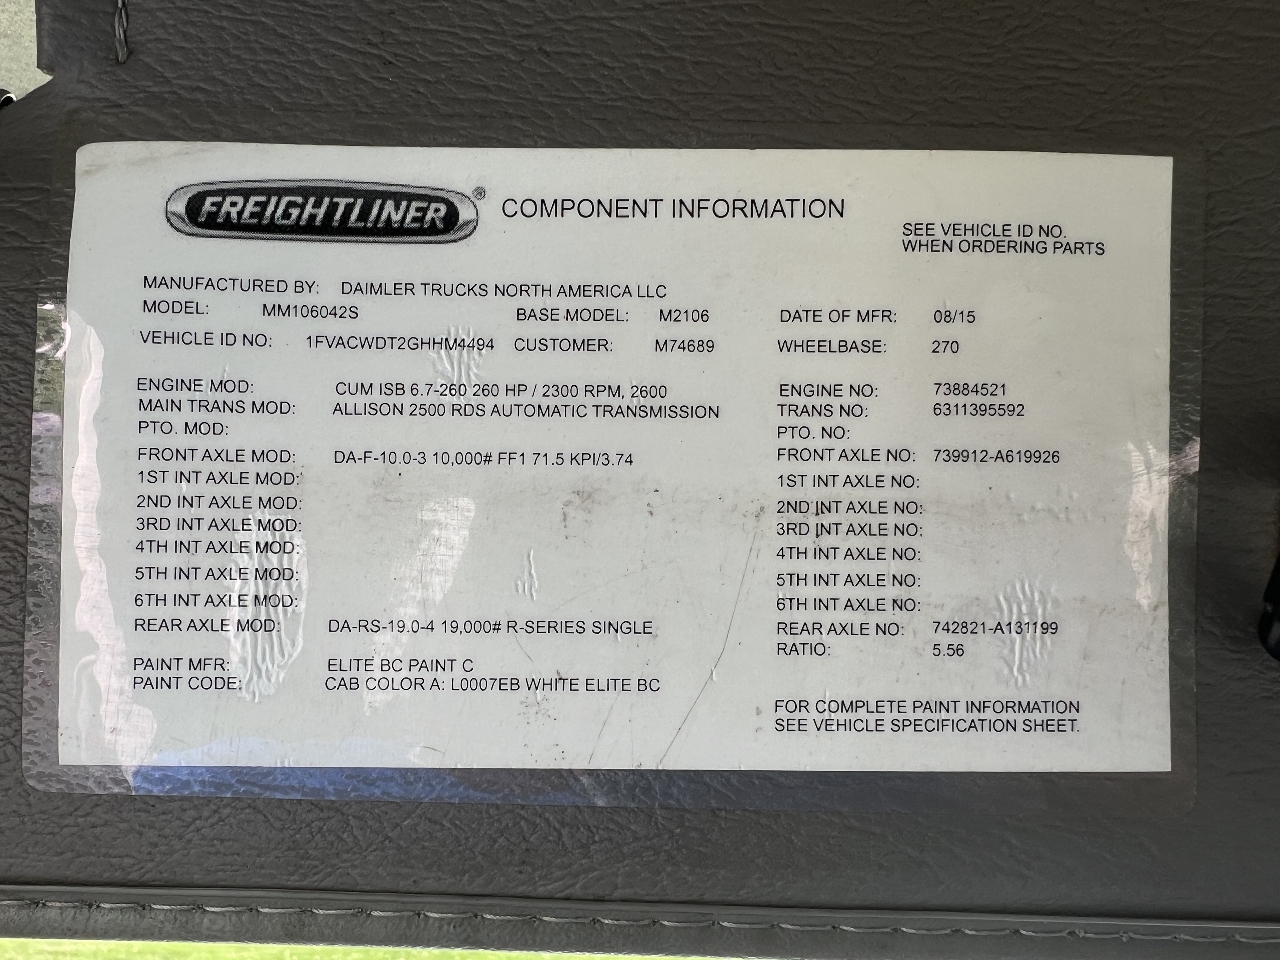 FREIGHTLINER® COMPONENT INFORMATION
SEE VEHICLE ID NO.
WHEN ORDERING PARTS
MANUFACTURED BY: DAIMLER TRUCKS NORTH AMERICA LLC
MODEL: MM106042S BASE MODEL: M2106 DATE OF MFR: 08/15
VEHICLE ID NO: 1FVACWDT2GHHM4494 CUSTOMER: M74689 WHEELBASE: 270
ENGINE MOD: CUM ISB 6.7-260 260 HP / 2300 RPM, 2600 ENGINE NO: 73884521
MAIN TRANS MOD: ALLISON 2500 RDS AUTOMATIC TRANSMISSION TRANS NO: 6311395592
PTO. MOD: PTO. NO:
FRONT AXLE MOD: DA-F-10.0-3 10,000# FF1 71.5 KPI/3.74 FRONT AXLE NO: 739912-A619926
1ST INT AXLE MOD: 1ST INT AXLE NO:
2ND INT AXLE MOD: 2ND INT AXLE NO:
3RD INT AXLE MOD: 3RD INT AXLE NO:
4TH INT AXLE MOD: 4TH INT AXLE NO:
5TH INT AXLE MOD: 5TH INT AXLE NO:
6TH INT AXLE MOD: 6TH INT AXLE NO:
REAR AXLE MOD: DA-RS-19.0-4 19,000# R-SERIES SINGLE REAR AXLE NO: 742821-A131199
RATIO: 5.56
PAINT MFR: ELITE BC PAINT C
PAINT CODE: CAB COLOR A: L0007EB WHITE ELITE BC
FOR COMPLETE PAINT INFORMATION
SEE VEHICLE SPECIFICATION SHEET.